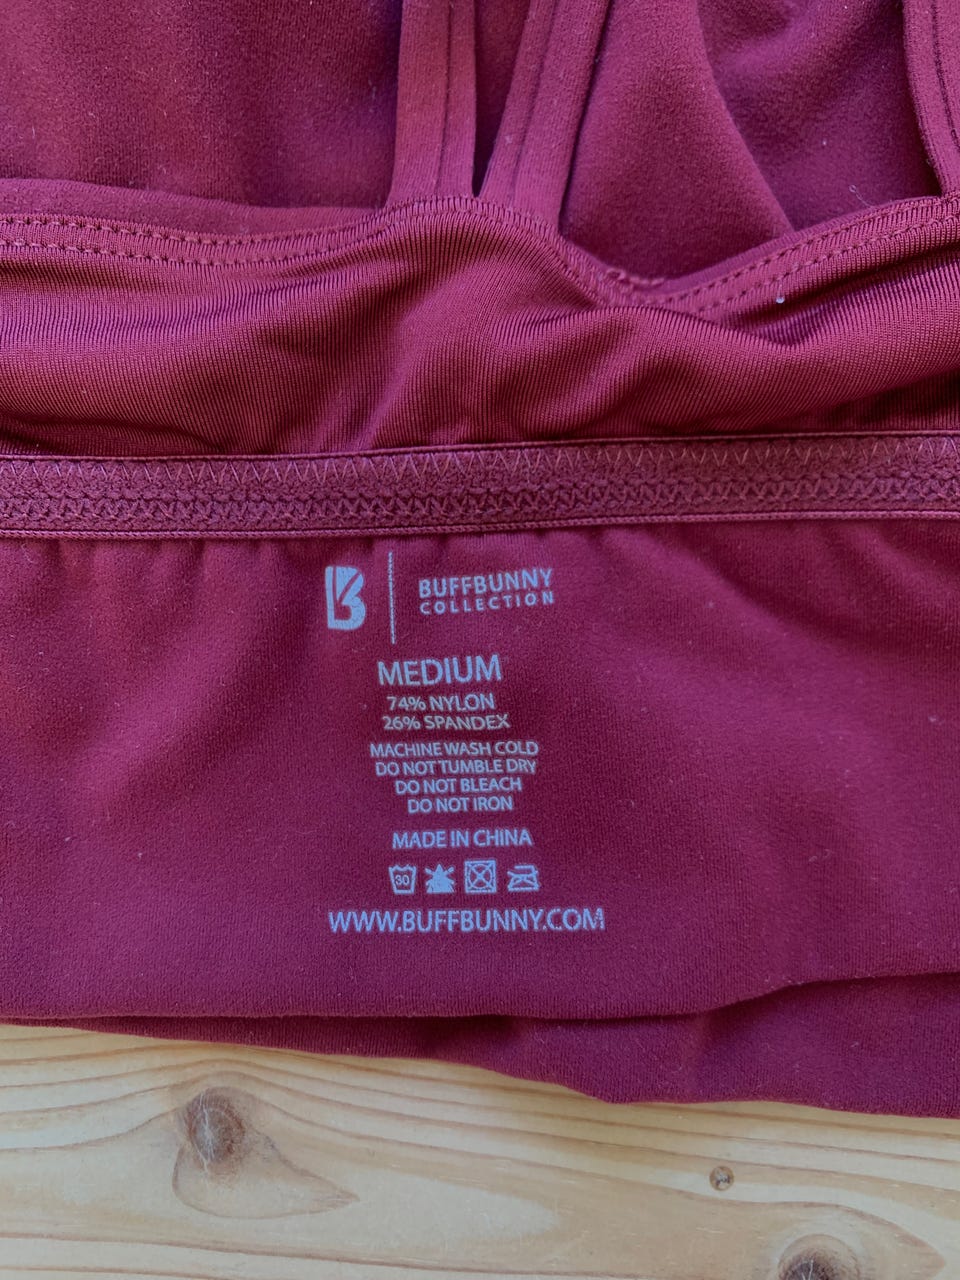 B
BUFFBUNNY
COLLECTION
MEDIUM
74% NYLON
26% SPANDEX
MACHINE WASH COLD
DO NOT TUMBLE DRY
DO NOT BLEACH
DO NOT IRON
MADE IN CHINA
30
WWW.BUFFBUNNY.COM